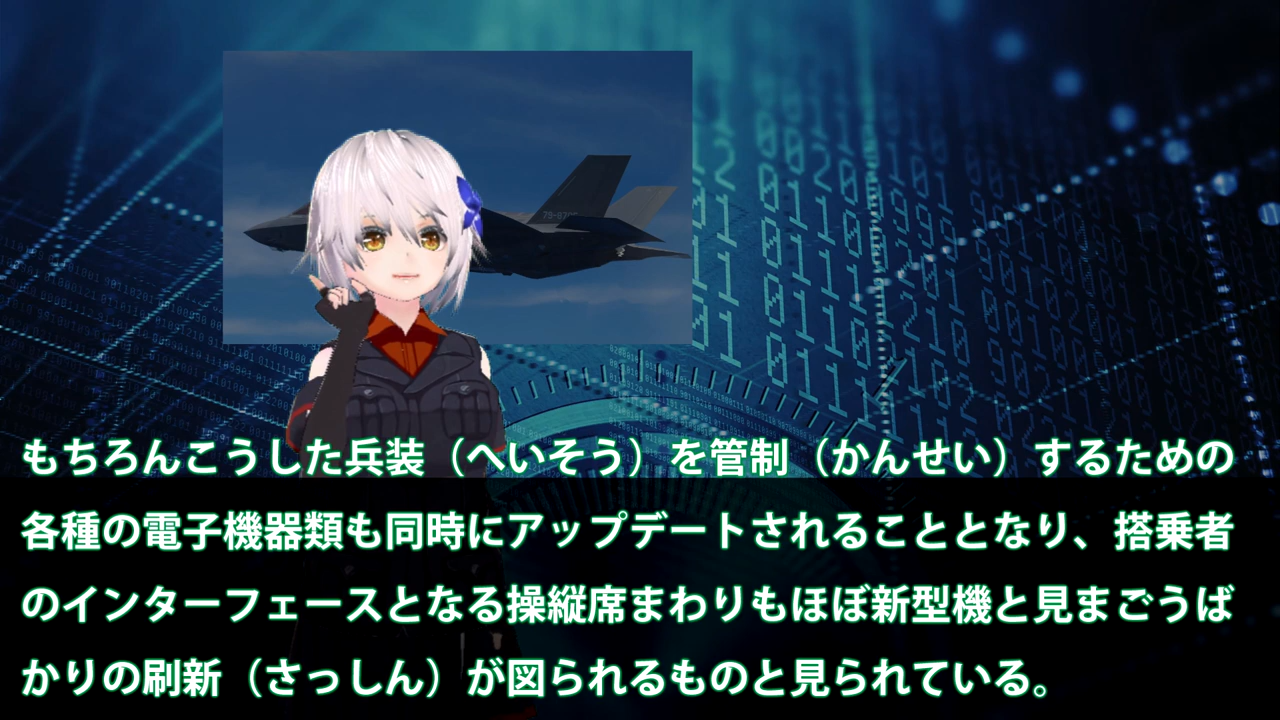 もちろんこうした兵装（へいそう）を管制（かんせい）するための
各種の電子機器類も同時にアップデートされることとなり、搭乗者
のインターフェースとなる操縦席まわりもほぼ新型機と見まごうば
かりの刷新（さっしん）が図られるものと見られている。